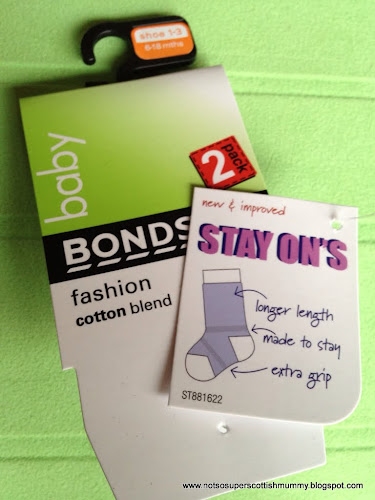 shoe 1-3
6-18 mths
baby
2
pack
BONDS
fashion
cotton blend
new & improved
STAY ON'S
longer length
made to stay
extra grip
ST881622
www.notsosuperscottishmummy.blogspot.com